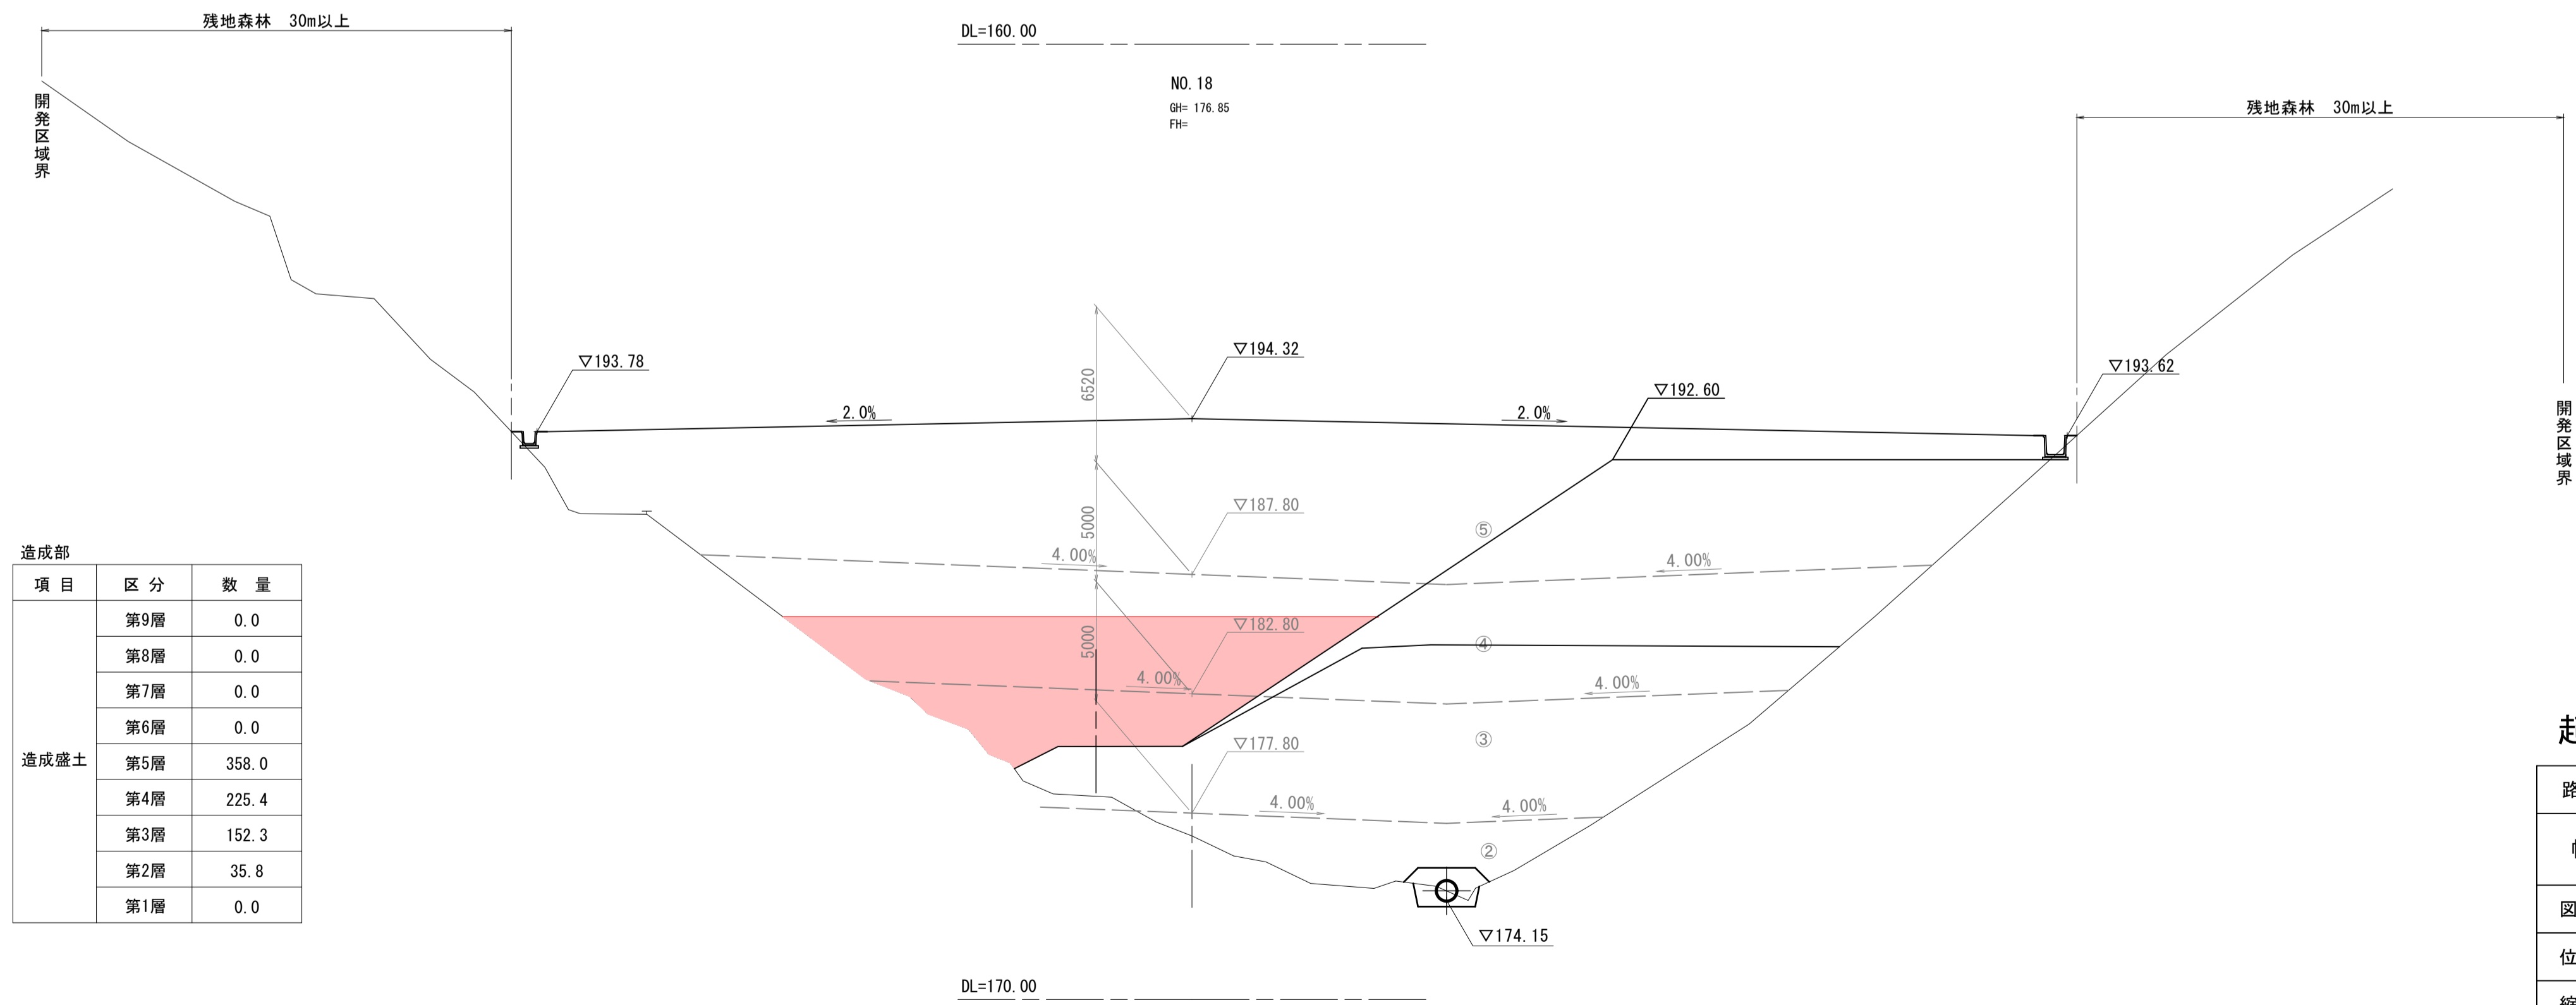 残地森林　30m以上
DL=160.00
NO.18
GH= 176.85
FH=
残地森林　30m以上
開発区域界
開発区域界
▽193.78
▽194.32
▽192.60
▽193.62
2.0%
2.0%
6520
5000
5000
▽187.80
⑤
4.00%
4.00%
▽182.80
④
4.00%
4.00%
▽177.80
③
4.00%
4.00%
②
▽174.15
造成部
項 目 区 分 数 量
造成盛土
第9層 0.0
第8層 0.0
第7層 0.0
第6層 0.0
第5層 358.0
第4層 225.4
第3層 152.3
第2層 35.8
第1層 0.0
図
位
DL=170.00